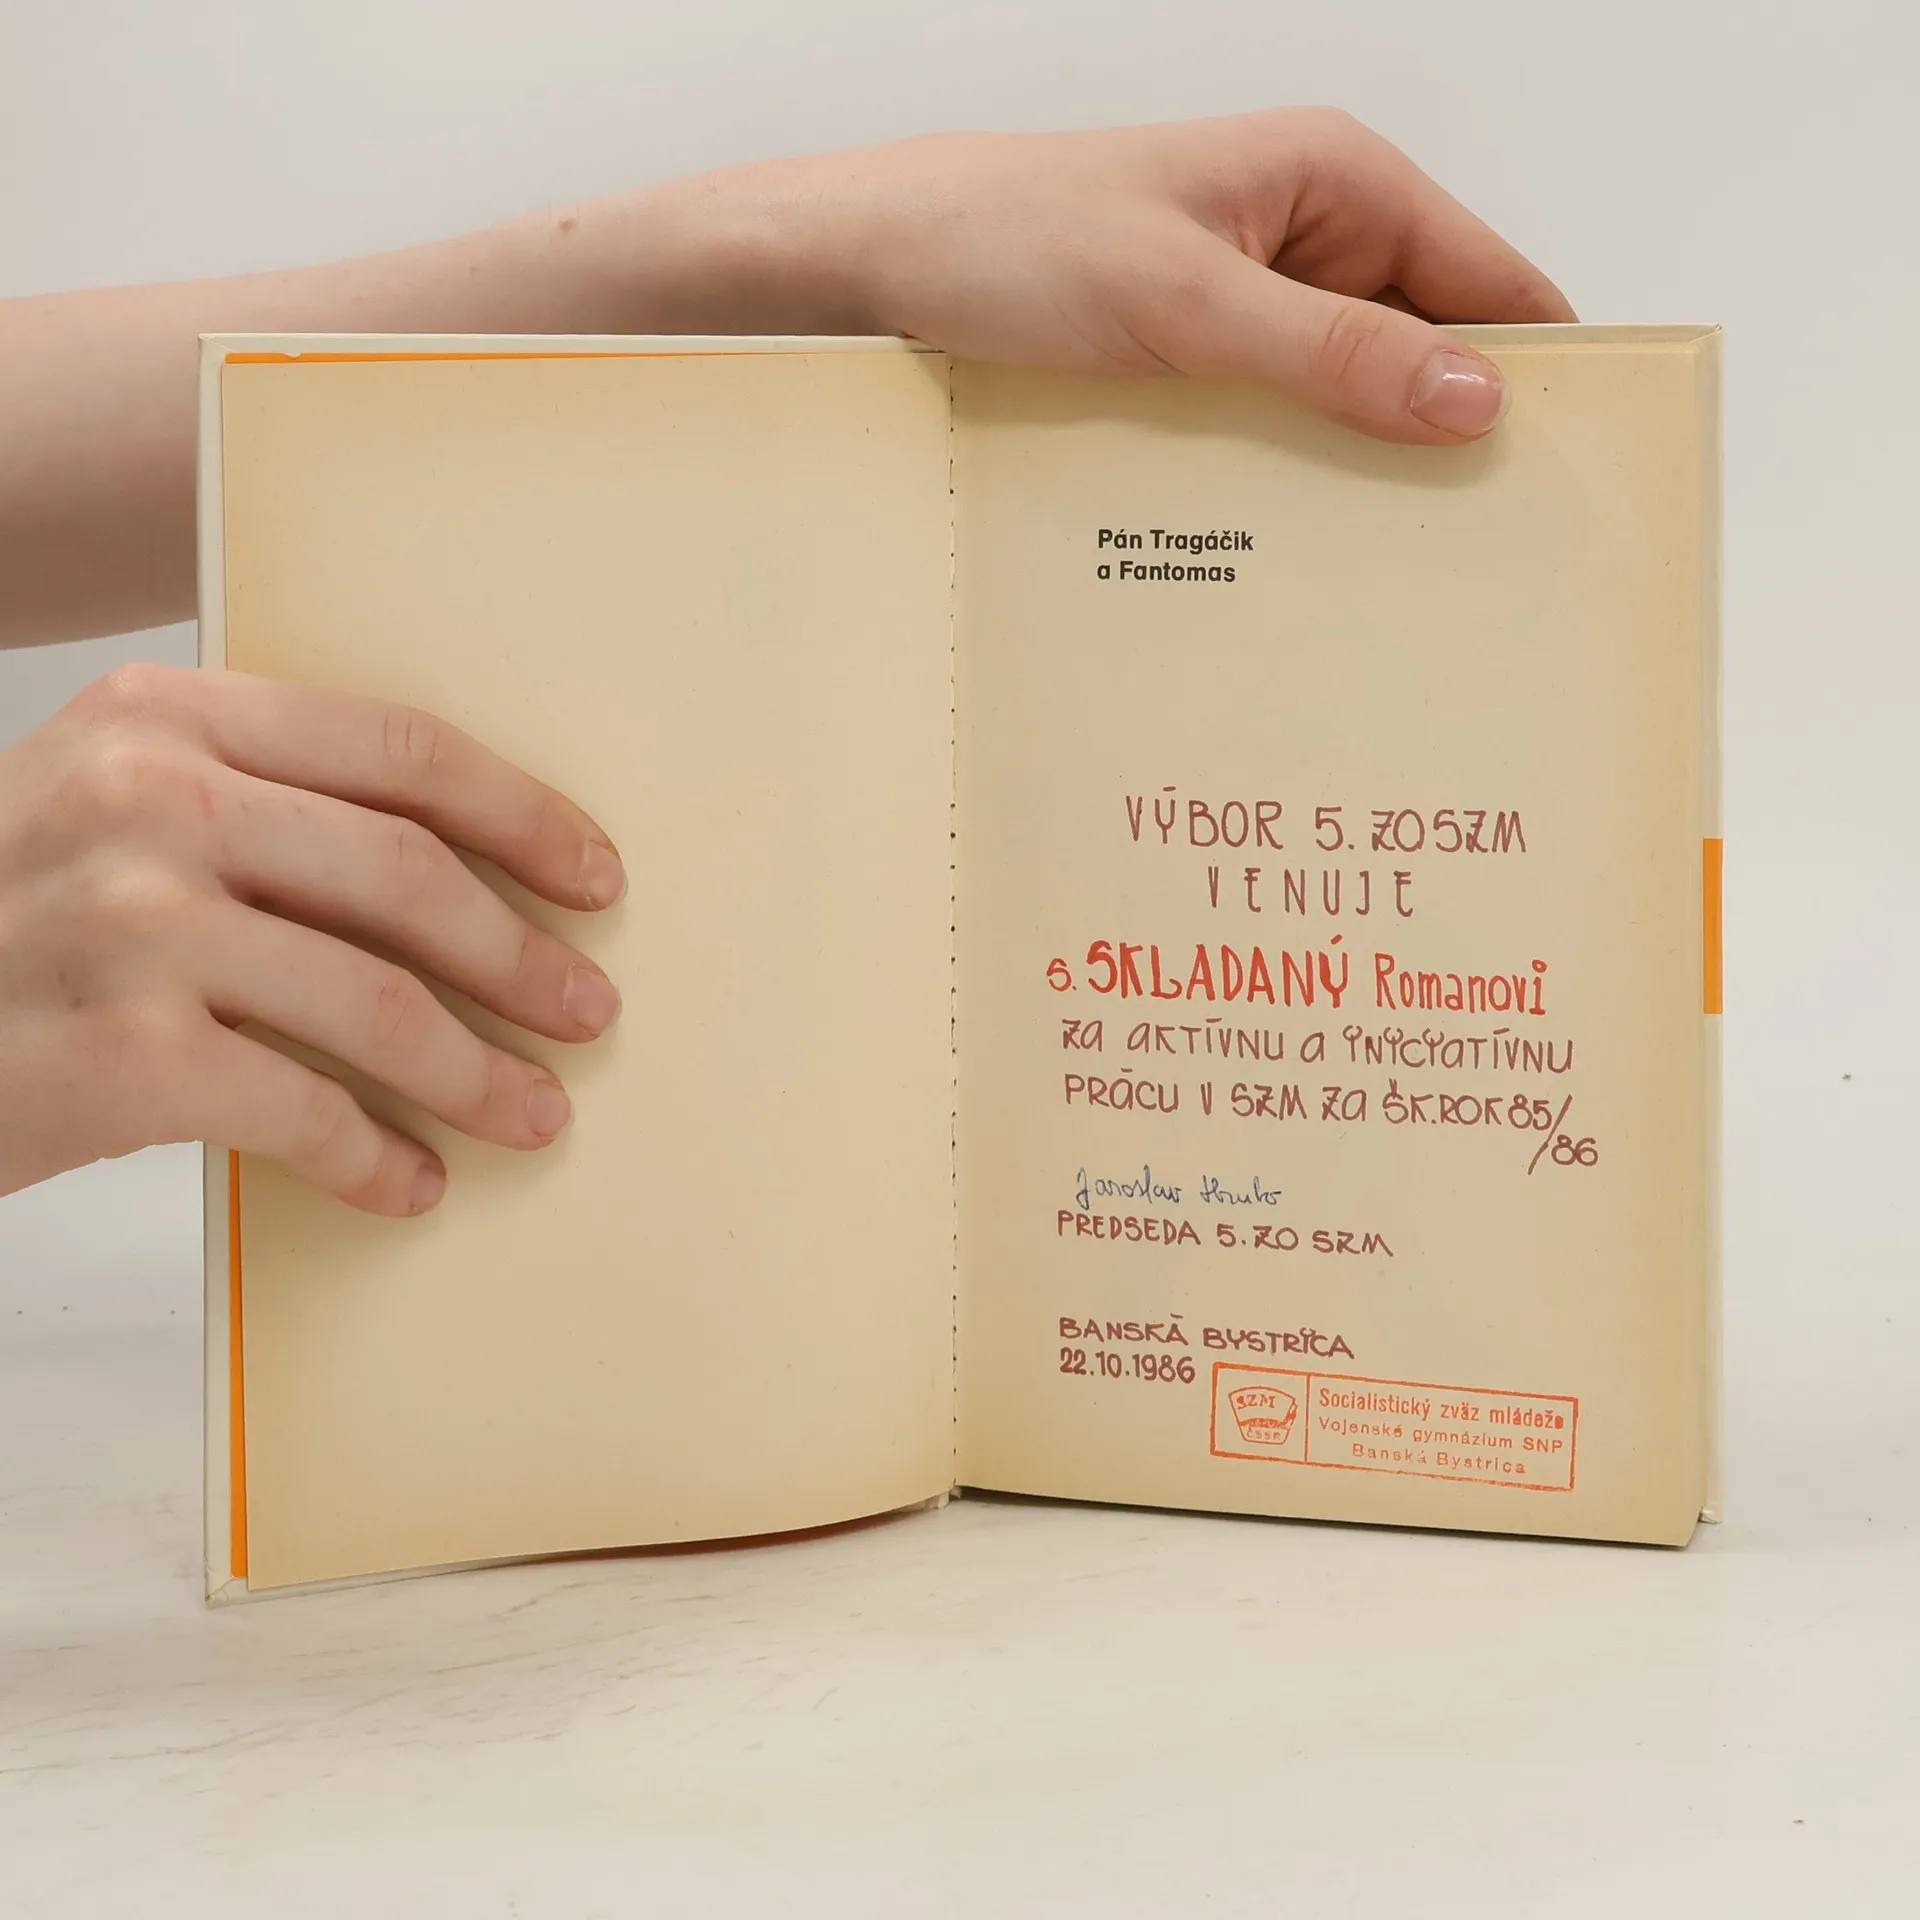 Pán Tragáčik
a Fantomas
VÝBOR 5. ZO SZM
VENUJE
S. SKLADANÝ Romanovi
ZA AKTÍVNU A YNYCYATÍVNU
PRÁCU V SZM ZA ŠK.ROK 85/
/86
Jaroslav
PREDSEDA 5. ZO SZM
BANSKÁ BYSTRICA
22.10.1986
SZM
ČSSR
Socialistický zväz mládeže
Vojenské gymnázium SNP
Banská Bystrica